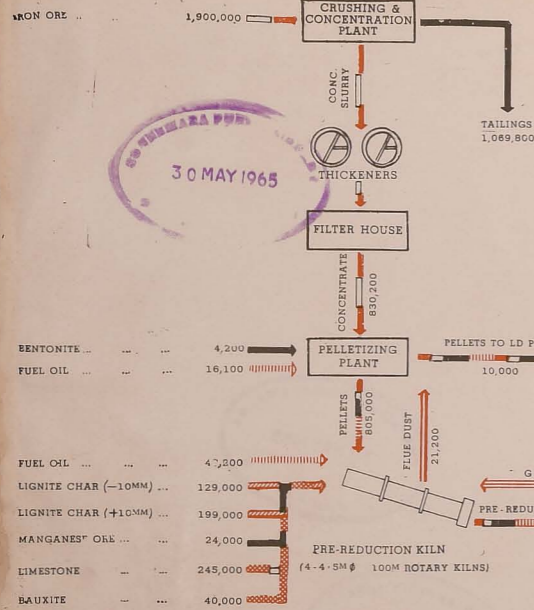 IRON ORE ... 1,900,000
CRUSHING &
CONCENTRATION
PLANT
CONC.
SLURRY
TAILINGS
1,069,800
30 MAY 1965
THICKENERS
FILTER HOUSE
CONCENTRATE
830,200
BENTONITE ... ... ... 4,200
FUEL OIL ... ... ... 16,100
PELLETIZING
PLANT
PELLETS TO LD P
10,000
PELLETS
805,000
FLUE DUST
21,200
FUEL OIL ... ... ...
LIGNITE CHAR (—10MM) ... 129,000
LIGNITE CHAR (+10MM) ... 199,000
MANGANESE ORE ... ... 24,000
LIMESTONE ... ... 245,000
BAUXITE ... ... 40,000
G
PRE-REDU
PRE-REDUCTION KILN
(4-4·5M ϕ 100M ROTARY KILNS)